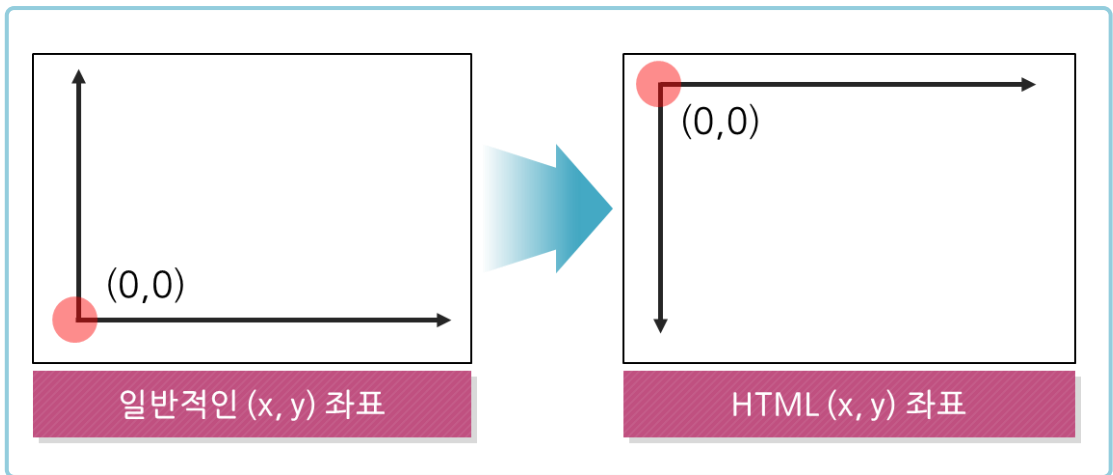 (0,0)
일반적인 (x, y) 좌표
(0,0)
HTML (x, y) 좌표